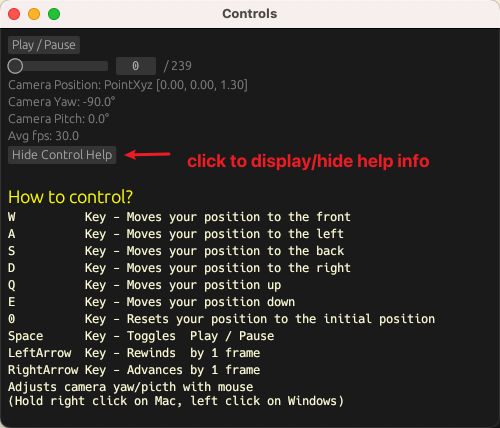 Controls
Play / Pause
0 / 239
Camera Position: PointXyz [0.00, 0.00, 1.30]
Camera Yaw: -90.0°
Camera Pitch: 0.0°
Avg fps: 30.0
Hide Control Help click to display/hide help info
How to control?
W Key - Moves your position to the front
A Key - Moves your position to the left
S Key - Moves your position to the back
D Key - Moves your position to the right
Q Key - Moves your position up
E Key - Moves your position down
0 Key - Resets your position to the initial position
Space Key - Toggles Play / Pause
LeftArrow Key - Rewinds by 1 frame
RightArrow Key - Advances by 1 frame
Adjusts camera yaw/picth with mouse
(Hold right click on Mac, left click on Windows)